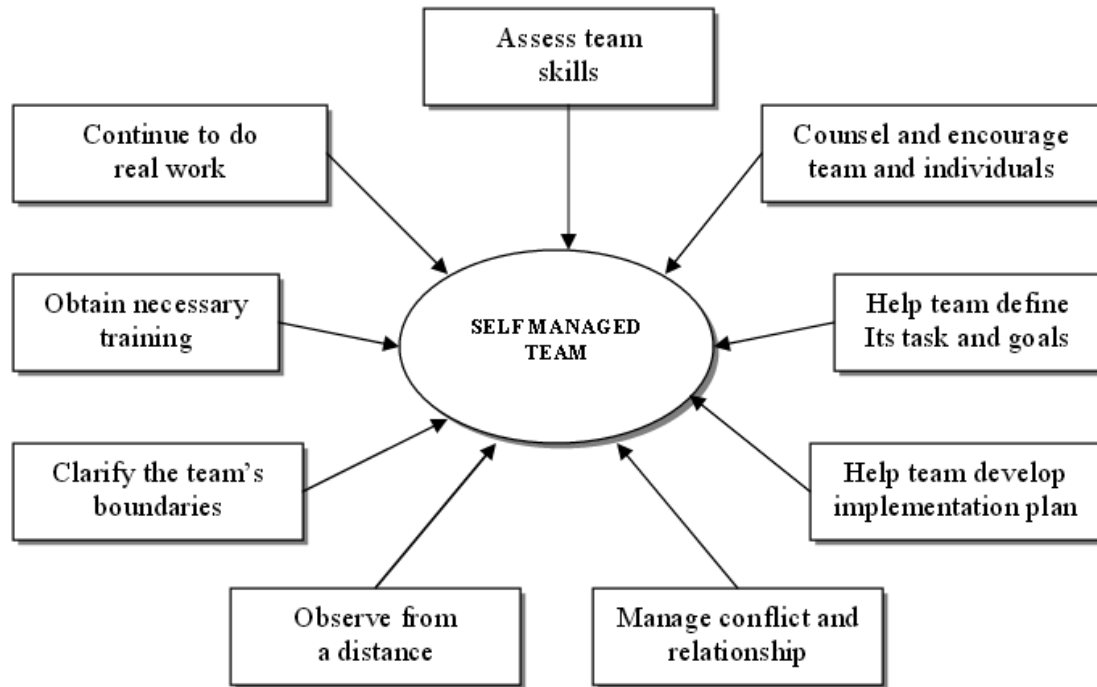 Assess team
skills
Continue to do
real work
Counsel and encourage
team and individuals
Obtain necessary
training
SELF MANAGED
TEAM
Help team define
Its task and goals
Clarify the team's
boundaries
Help team develop
implementation plan
Observe from
a distance
Manage conflict and
relationship